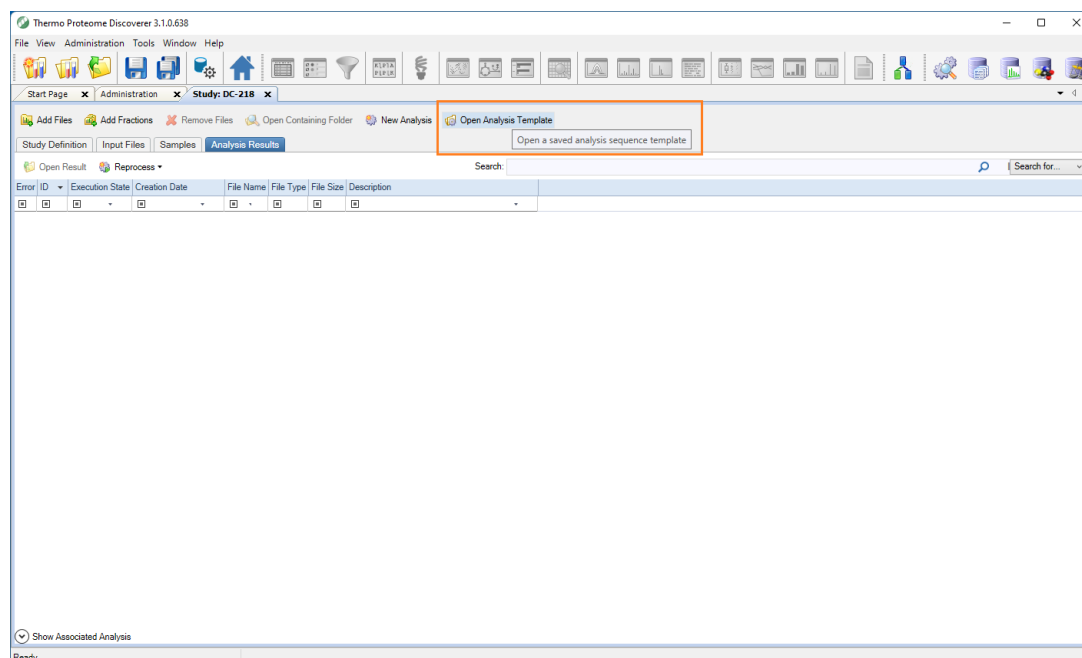 Thermo Proteome Discoverer 3.1.0.638
File View Administration Tools Window Help
Start Page Administration Study: DC-218
Add Files Add Fractions Remove Files Open Containing Folder New Analysis Open Analysis Template
Open a saved analysis sequence template
Study Definition Input Files Samples Analysis Results
Open Result Reprocess Search: Search for...
Error ID Execution State Creation Date File Name File Type File Size Description
Show Associated Analysis
Ready